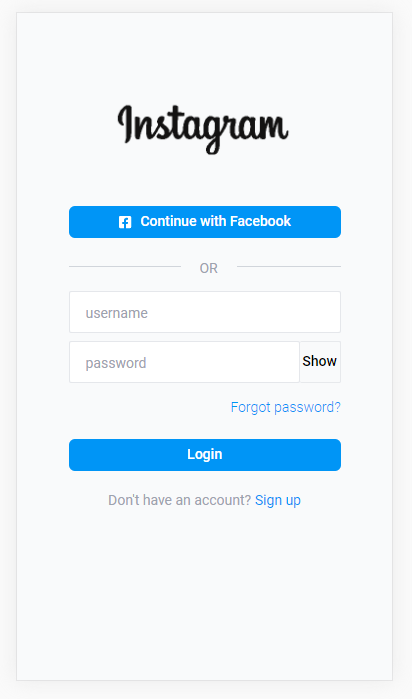 Instagram
Continue with Facebook
OR
username
password Show
Forgot password?
Login
Don't have an account? Sign up